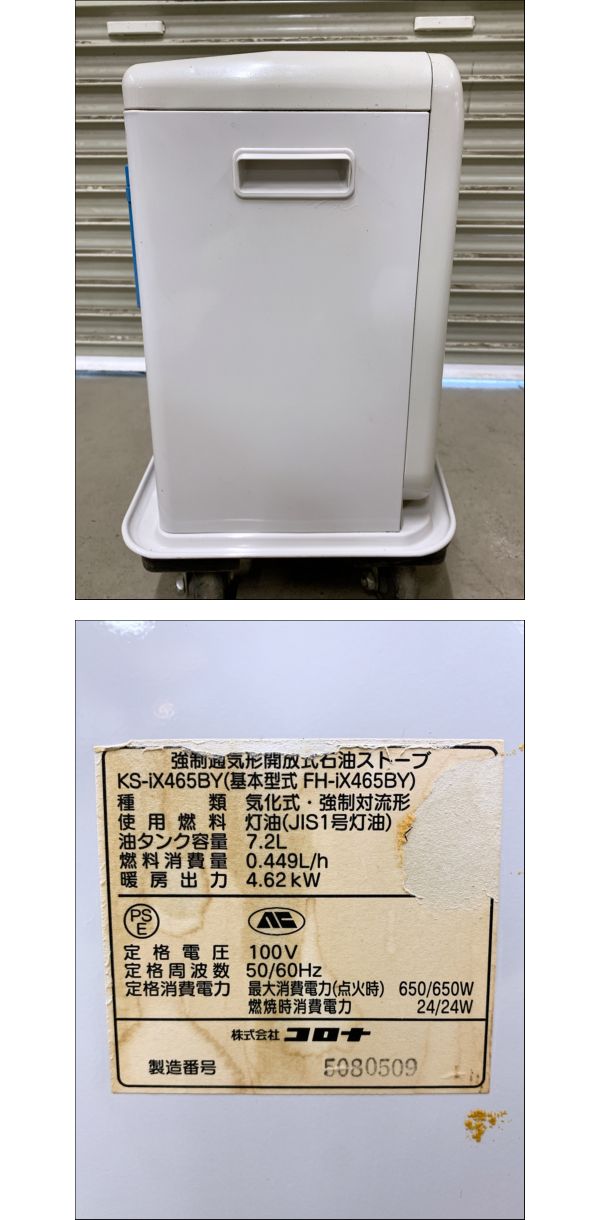 強制通気形開放式石油ストーブ
KS-iX465BY(基本型式 FH-iX465BY)
種類 気化式・強制対流形
使用燃料 灯油(JIS1号灯油)
油タンク容量 7.2L
燃料消費量 0.449L/h
暖房出力 4.62kW
PS
E
定格電圧 100V
定格周波数 50/60Hz
定格消費電力 最大消費電力(点火時) 650/650W
燃焼時消費電力 24/24W
株式会社 コロナ
製造番号 5080509